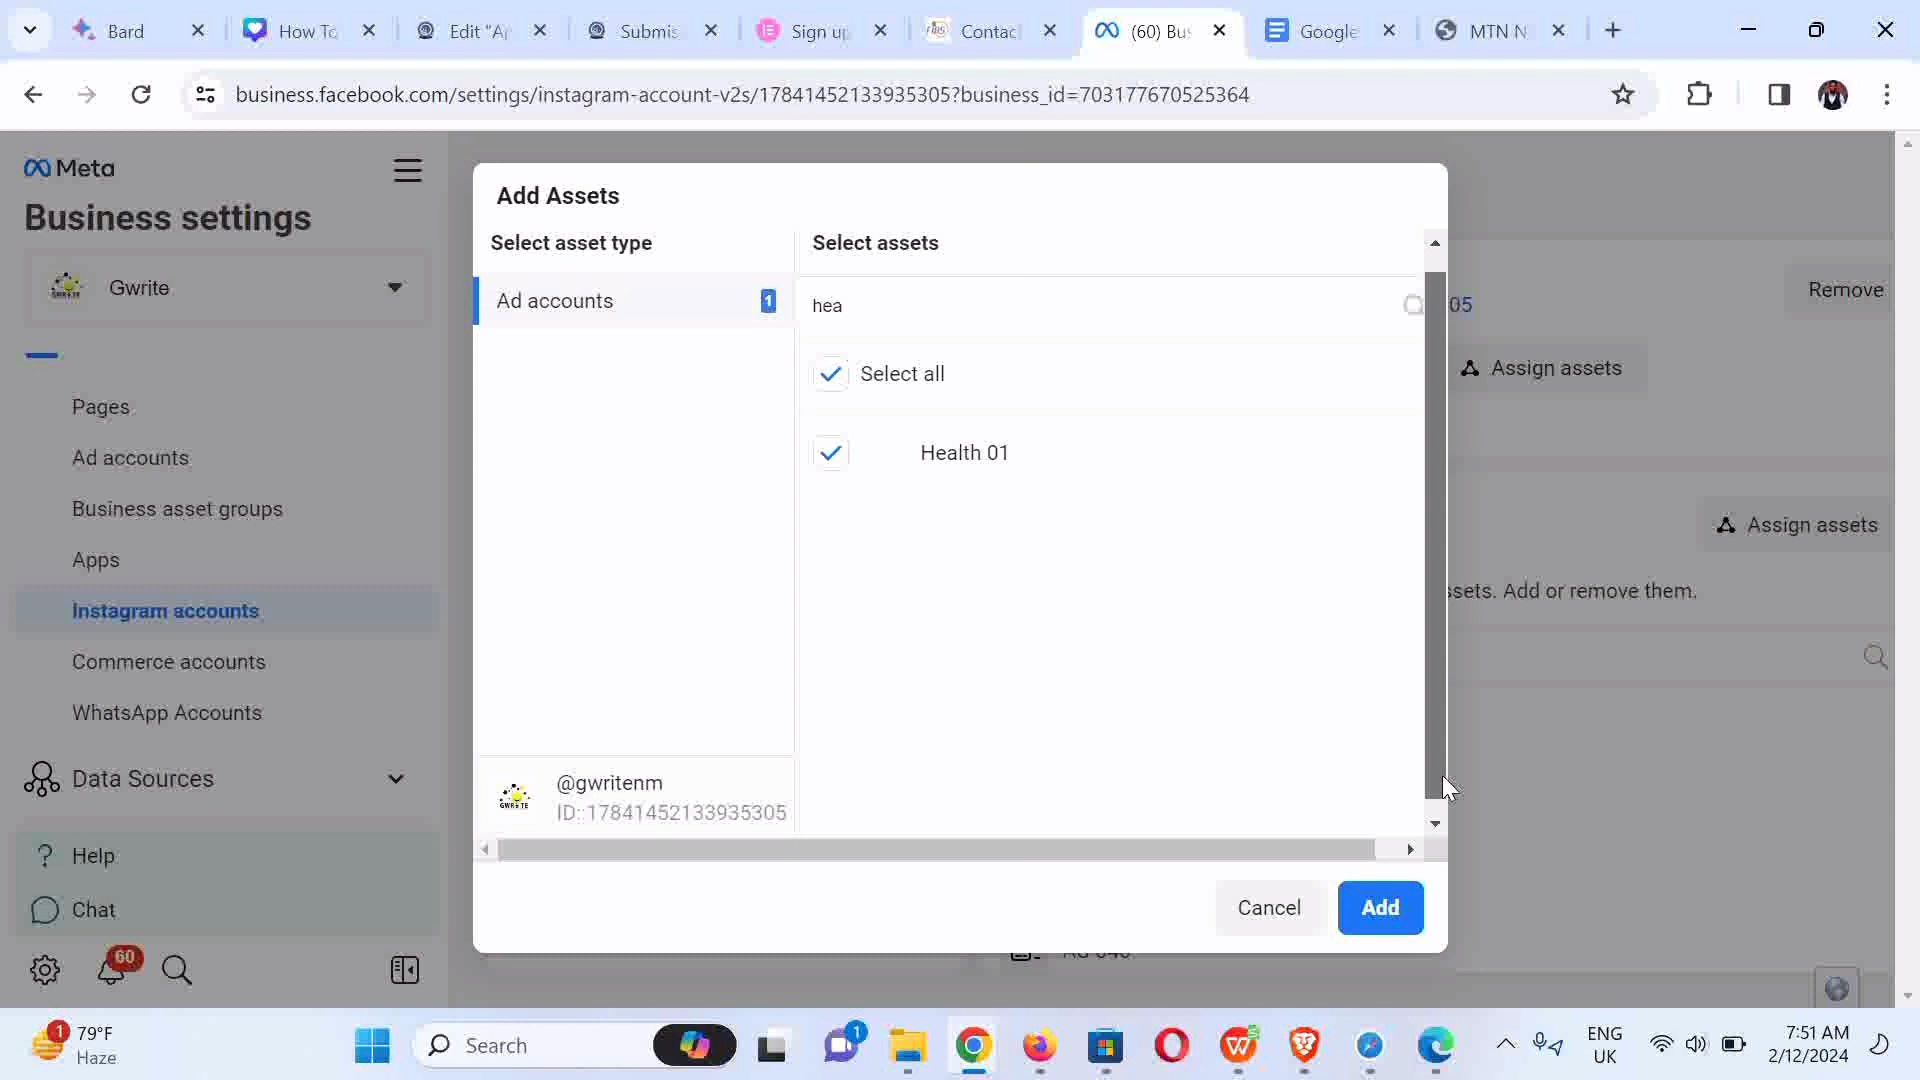 Bard
How To
Edit "Ap
Submis
Sign up
Contac
(60) Bus
Google
MTN N
business.facebook.com/settings/instagram-account-v2s/17841452133935305?business_id=703177670525364
Meta
Business settings
Gwrite
Pages
Ad accounts
Business asset groups
Apps
Instagram accounts
Commerce accounts
WhatsApp Accounts
Data Sources
Help
Chat
60
Add Assets
Select asset type
Select assets
Ad accounts
1
hea
Select all
Health 01
@gwritenm
ID: 17841452133935305
Cancel
Add
05
Remove
Assign assets
Assign assets
ssets. Add or remove them.
1
79°F
Haze
Search
1
ENG
UK
7:51 AM
2/12/2024